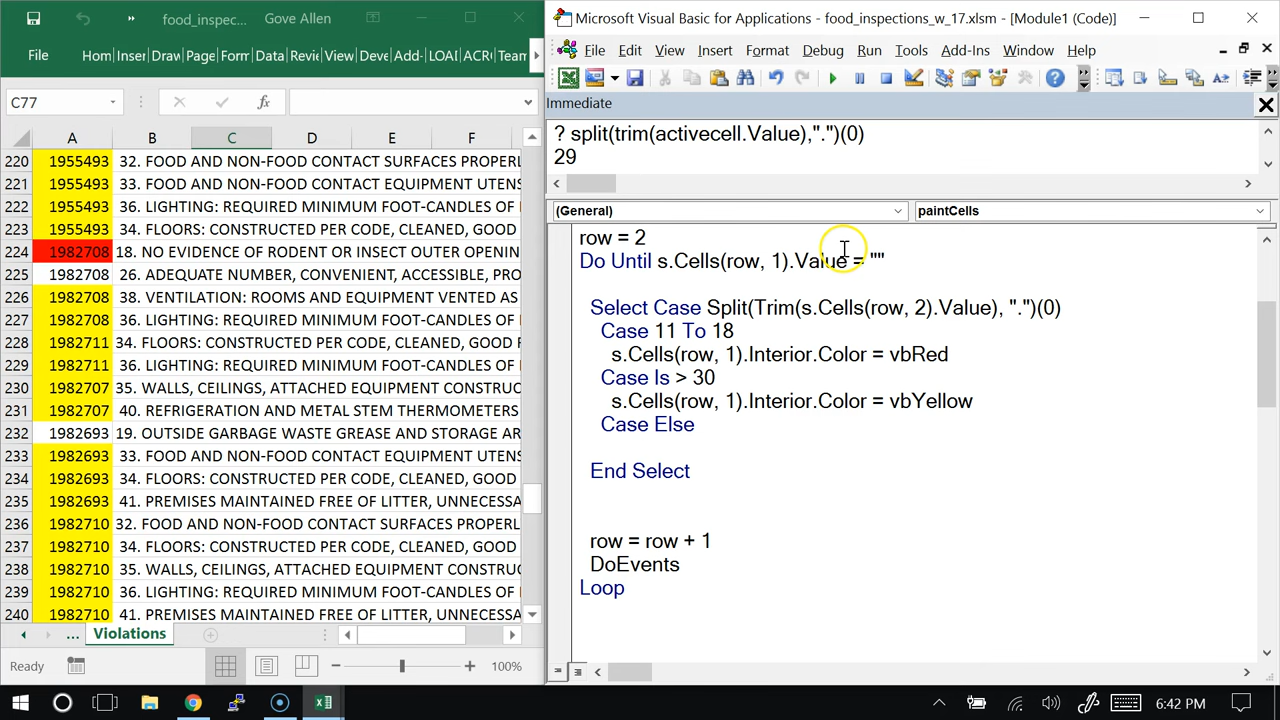 food_inspec... Gove Allen
File Hom Inser Draw Page Form Data Revie View Deve Add- LOAI ACRO Team
C77 fx
A B C D E F
220 1955493 32. FOOD AND NON-FOOD CONTACT SURFACES PROPERL
221 1955493 33. FOOD AND NON-FOOD CONTACT EQUIPMENT UTENS
222 1955493 36. LIGHTING: REQUIRED MINIMUM FOOT-CANDLES OF
223 1955493 34. FLOORS: CONSTRUCTED PER CODE, CLEANED, GOOD
224 1982708 18. NO EVIDENCE OF RODENT OR INSECT OUTER OPENIN
225 1982708 26. ADEQUATE NUMBER, CONVENIENT, ACCESSIBLE, PRO
226 1982708 38. VENTILATION: ROOMS AND EQUIPMENT VENTED AS
227 1982708 36. LIGHTING: REQUIRED MINIMUM FOOT-CANDLES OF
228 1982711 34. FLOORS: CONSTRUCTED PER CODE, CLEANED, GOOD
229 1982711 36. LIGHTING: REQUIRED MINIMUM FOOT-CANDLES OF
230 1982707 35. WALLS, CEILINGS, ATTACHED EQUIPMENT CONSTRUC
231 1982707 40. REFRIGERATION AND METAL STEM THERMOMETERS
232 1982693 19. OUTSIDE GARBAGE WASTE GREASE AND STORAGE AR
233 1982693 33. FOOD AND NON-FOOD CONTACT EQUIPMENT UTENS
234 1982693 34. FLOORS: CONSTRUCTED PER CODE, CLEANED, GOOD
235 1982693 41. PREMISES MAINTAINED FREE OF LITTER, UNNECESSA
236 1982710 32. FOOD AND NON-FOOD CONTACT SURFACES PROPERL
237 1982710 34. FLOORS: CONSTRUCTED PER CODE, CLEANED, GOOD
238 1982710 35. WALLS, CEILINGS, ATTACHED EQUIPMENT CONSTRUC
239 1982710 36. LIGHTING: REQUIRED MINIMUM FOOT-CANDLES OF
240 1982710 41. PREMISES MAINTAINED FREE OF LITTER, UNNECESSA
... Violations
Ready 100%
Microsoft Visual Basic for Applications - food_inspections_w_17.xlsm - [Module1 (Code)]
File Edit View Insert Format Debug Run Tools Add-Ins Window Help
Immediate
? split(trim(activecell.Value),".")(0)
29
(General) paintCells
row = 2
Do Until s.Cells(row, 1).Value = ""
Select Case Split(Trim(s.Cells(row, 2).Value), ".")(0)
Case 11 To 18
s.Cells(row, 1).Interior.Color = vbRed
Case Is > 30
s.Cells(row, 1).Interior.Color = vbYellow
Case Else
End Select
row = row + 1
DoEvents
Loop
6:42 PM